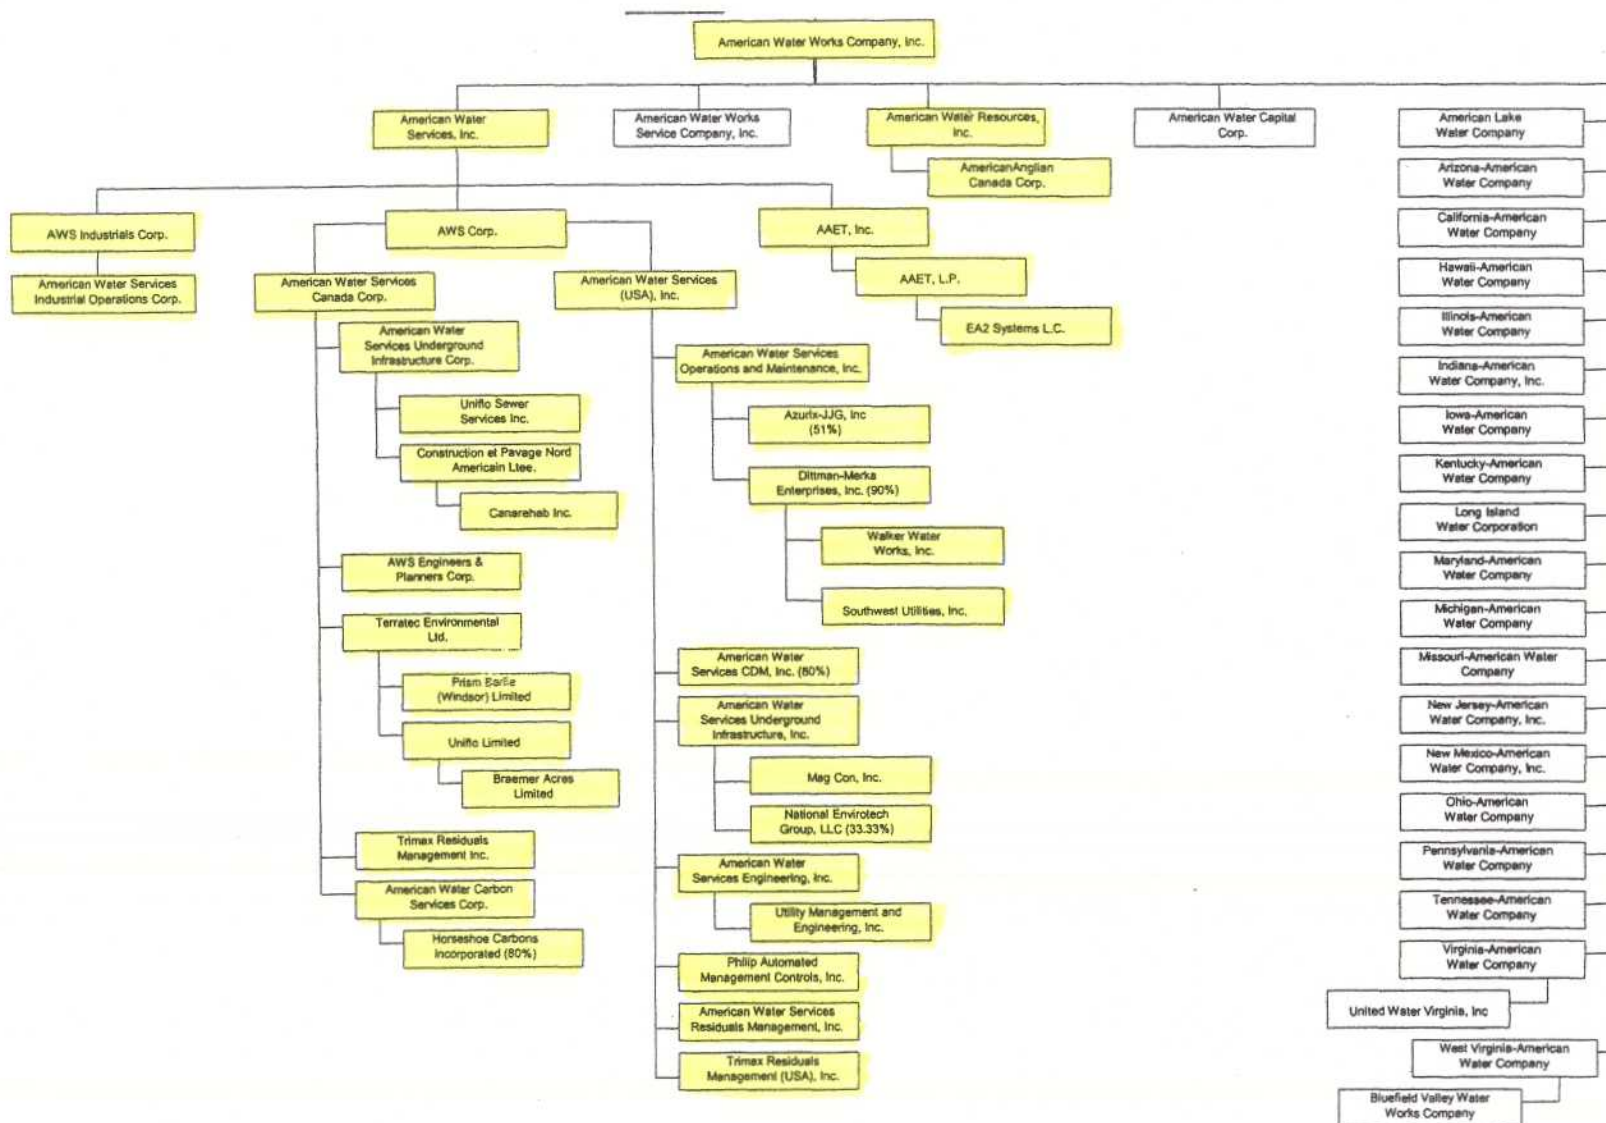 American Water Works Company, Inc.
American Water
Services, Inc.
American Water Works
Service Company, Inc.
American Water Resources,
Inc.
American Water Capital
Corp.
AmericanAnglian
Canada Corp.
AWS Industrials Corp.
American Water Services
Industrial Operations Corp.
AWS Corp.
AAET, Inc.
AAET, L.P.
EA2 Systems L.C.
American Water Services
Canada Corp.
American Water
Services Underground
Infrastructure Corp.
Uniflo Sewer
Services Inc.
Construction et Pavage Nord
Americain Ltee.
Canarehab Inc.
AWS Engineers &
Planners Corp.
Terratec Environmental
Ltd.
Prism Berlie
(Windsor) Limited
Uniflo Limited
Braemer Acres
Limited
Trimax Residuals
Management Inc.
American Water Carbon
Services Corp.
Horseshoe Carbons
Incorporated (80%)
American Water Services
(USA), Inc.
American Water Services
Operations and Maintenance, Inc.
Azurix-JJG, Inc
(51%)
Dittman-Merka
Enterprises, Inc. (90%)
Walker Water
Works, Inc.
Southwest Utilities, Inc.
American Water
Services CDM, Inc. (80%)
American Water
Services Underground
Infrastructure, Inc.
Mag Con, Inc.
National Envirotech
Group, LLC (33.33%)
American Water
Services Engineering, Inc.
Utility Management and
Engineering, Inc.
Philip Automated
Management Controls, Inc.
American Water Services
Residuals Management, Inc.
Trimax Residuals
Management (USA), Inc.
American Lake
Water Company
Arizona-American
Water Company
California-American
Water Company
Hawaii-American
Water Company
Illinois-American
Water Company
Indiana-American
Water Company, Inc.
Iowa-American
Water Company
Kentucky-American
Water Company
Long Island
Water Corporation
Maryland-American
Water Company
Michigan-American
Water Company
Missouri-American Water
Company
New Jersey-American
Water Company, Inc.
New Mexico-American
Water Company, Inc.
Ohio-American
Water Company
Pennsylvania-American
Water Company
Tennessee-American
Water Company
Virginia-American
Water Company
United Water Virginia, Inc
West Virginia-American
Water Company
Bluefield Valley Water
Works Company